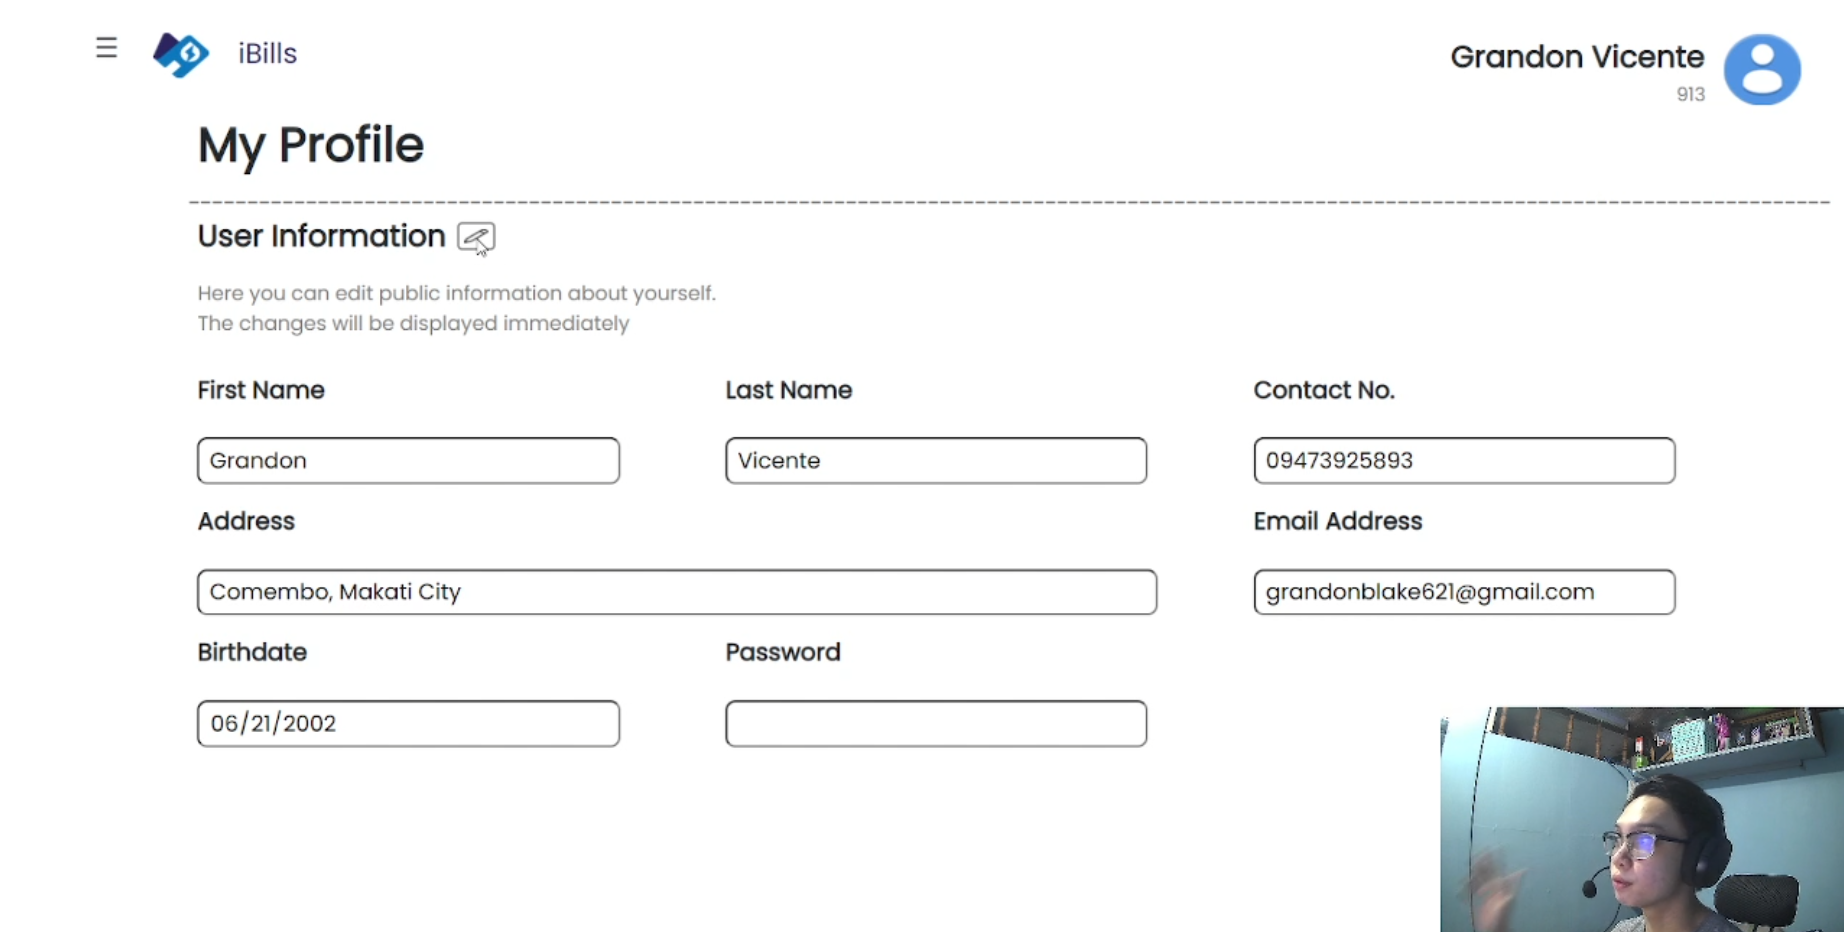 iBills
Grandon Vicente
913
My Profile
User Information
Here you can edit public information about yourself.
The changes will be displayed immediately
First Name
Last Name
Contact No.
Grandon
Vicente
09473925893
Address
Email Address
Comembo, Makati City
grandonblake621@gmail.com
Birthdate
Password
06/21/2002